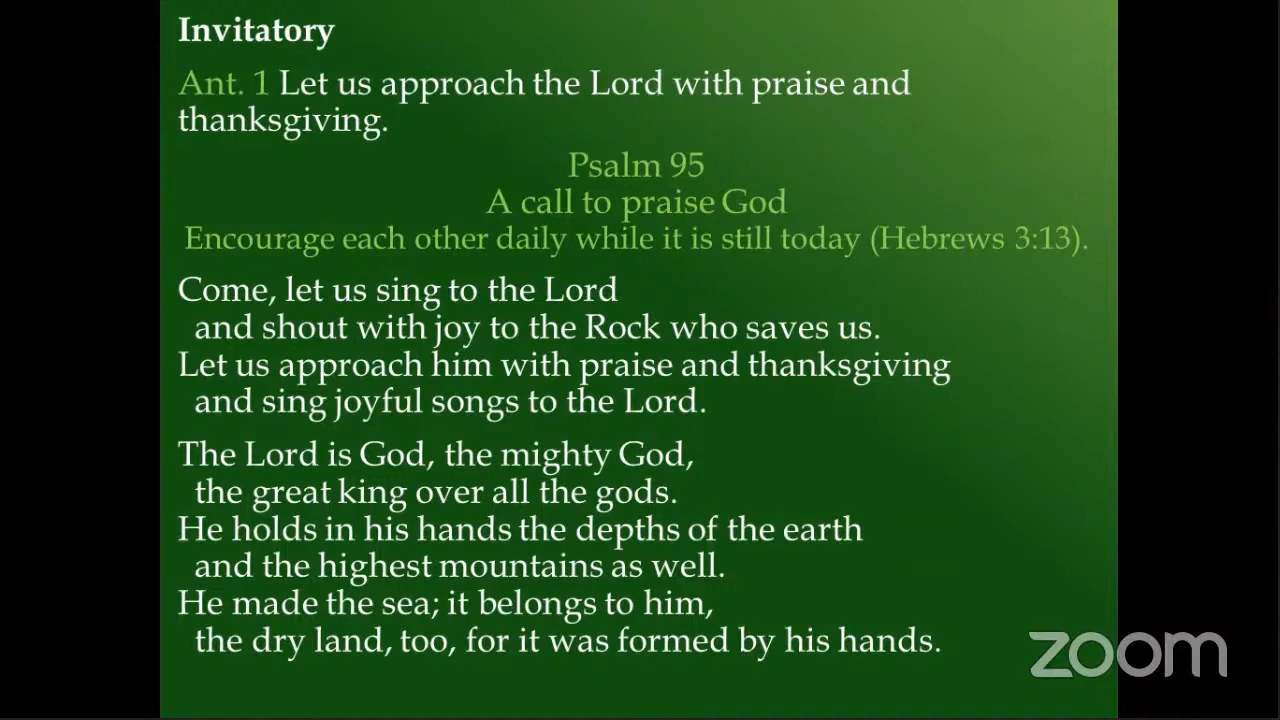 Invitatory
Ant. 1 Let us approach the Lord with praise and
thanksgiving.
Psalm 95
A call to praise God
Encourage each other daily while it is still today (Hebrews 3:13).
Come, let us sing to the Lord
and shout with joy to the Rock who saves us.
Let us approach him with praise and thanksgiving
and sing joyful songs to the Lord.
The Lord is God, the mighty God,
the great king over all the gods.
He holds in his hands the depths of the earth
and the highest mountains as well.
He made the sea; it belongs to him,
the dry land, too, for it was formed by his hands.
zoom